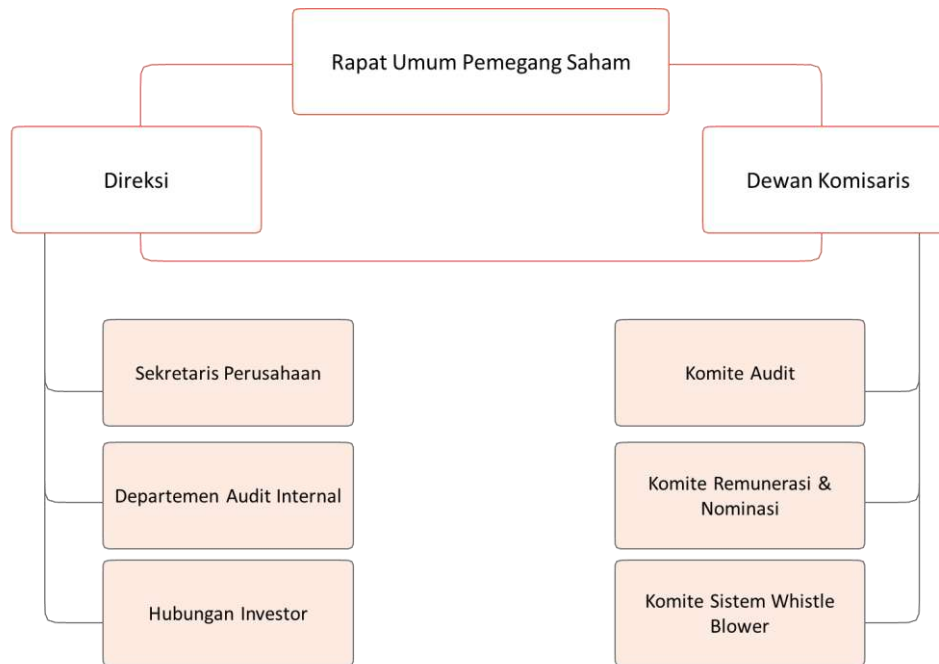 Rapat Umum Pemegang Saham
Direksi
Dewan Komisaris
Sekretaris Perusahaan
Komite Audit
Departemen Audit Internal
Komite Remunerasi &
Nominasi
Hubungan Investor
Komite Sistem Whistle
Blower